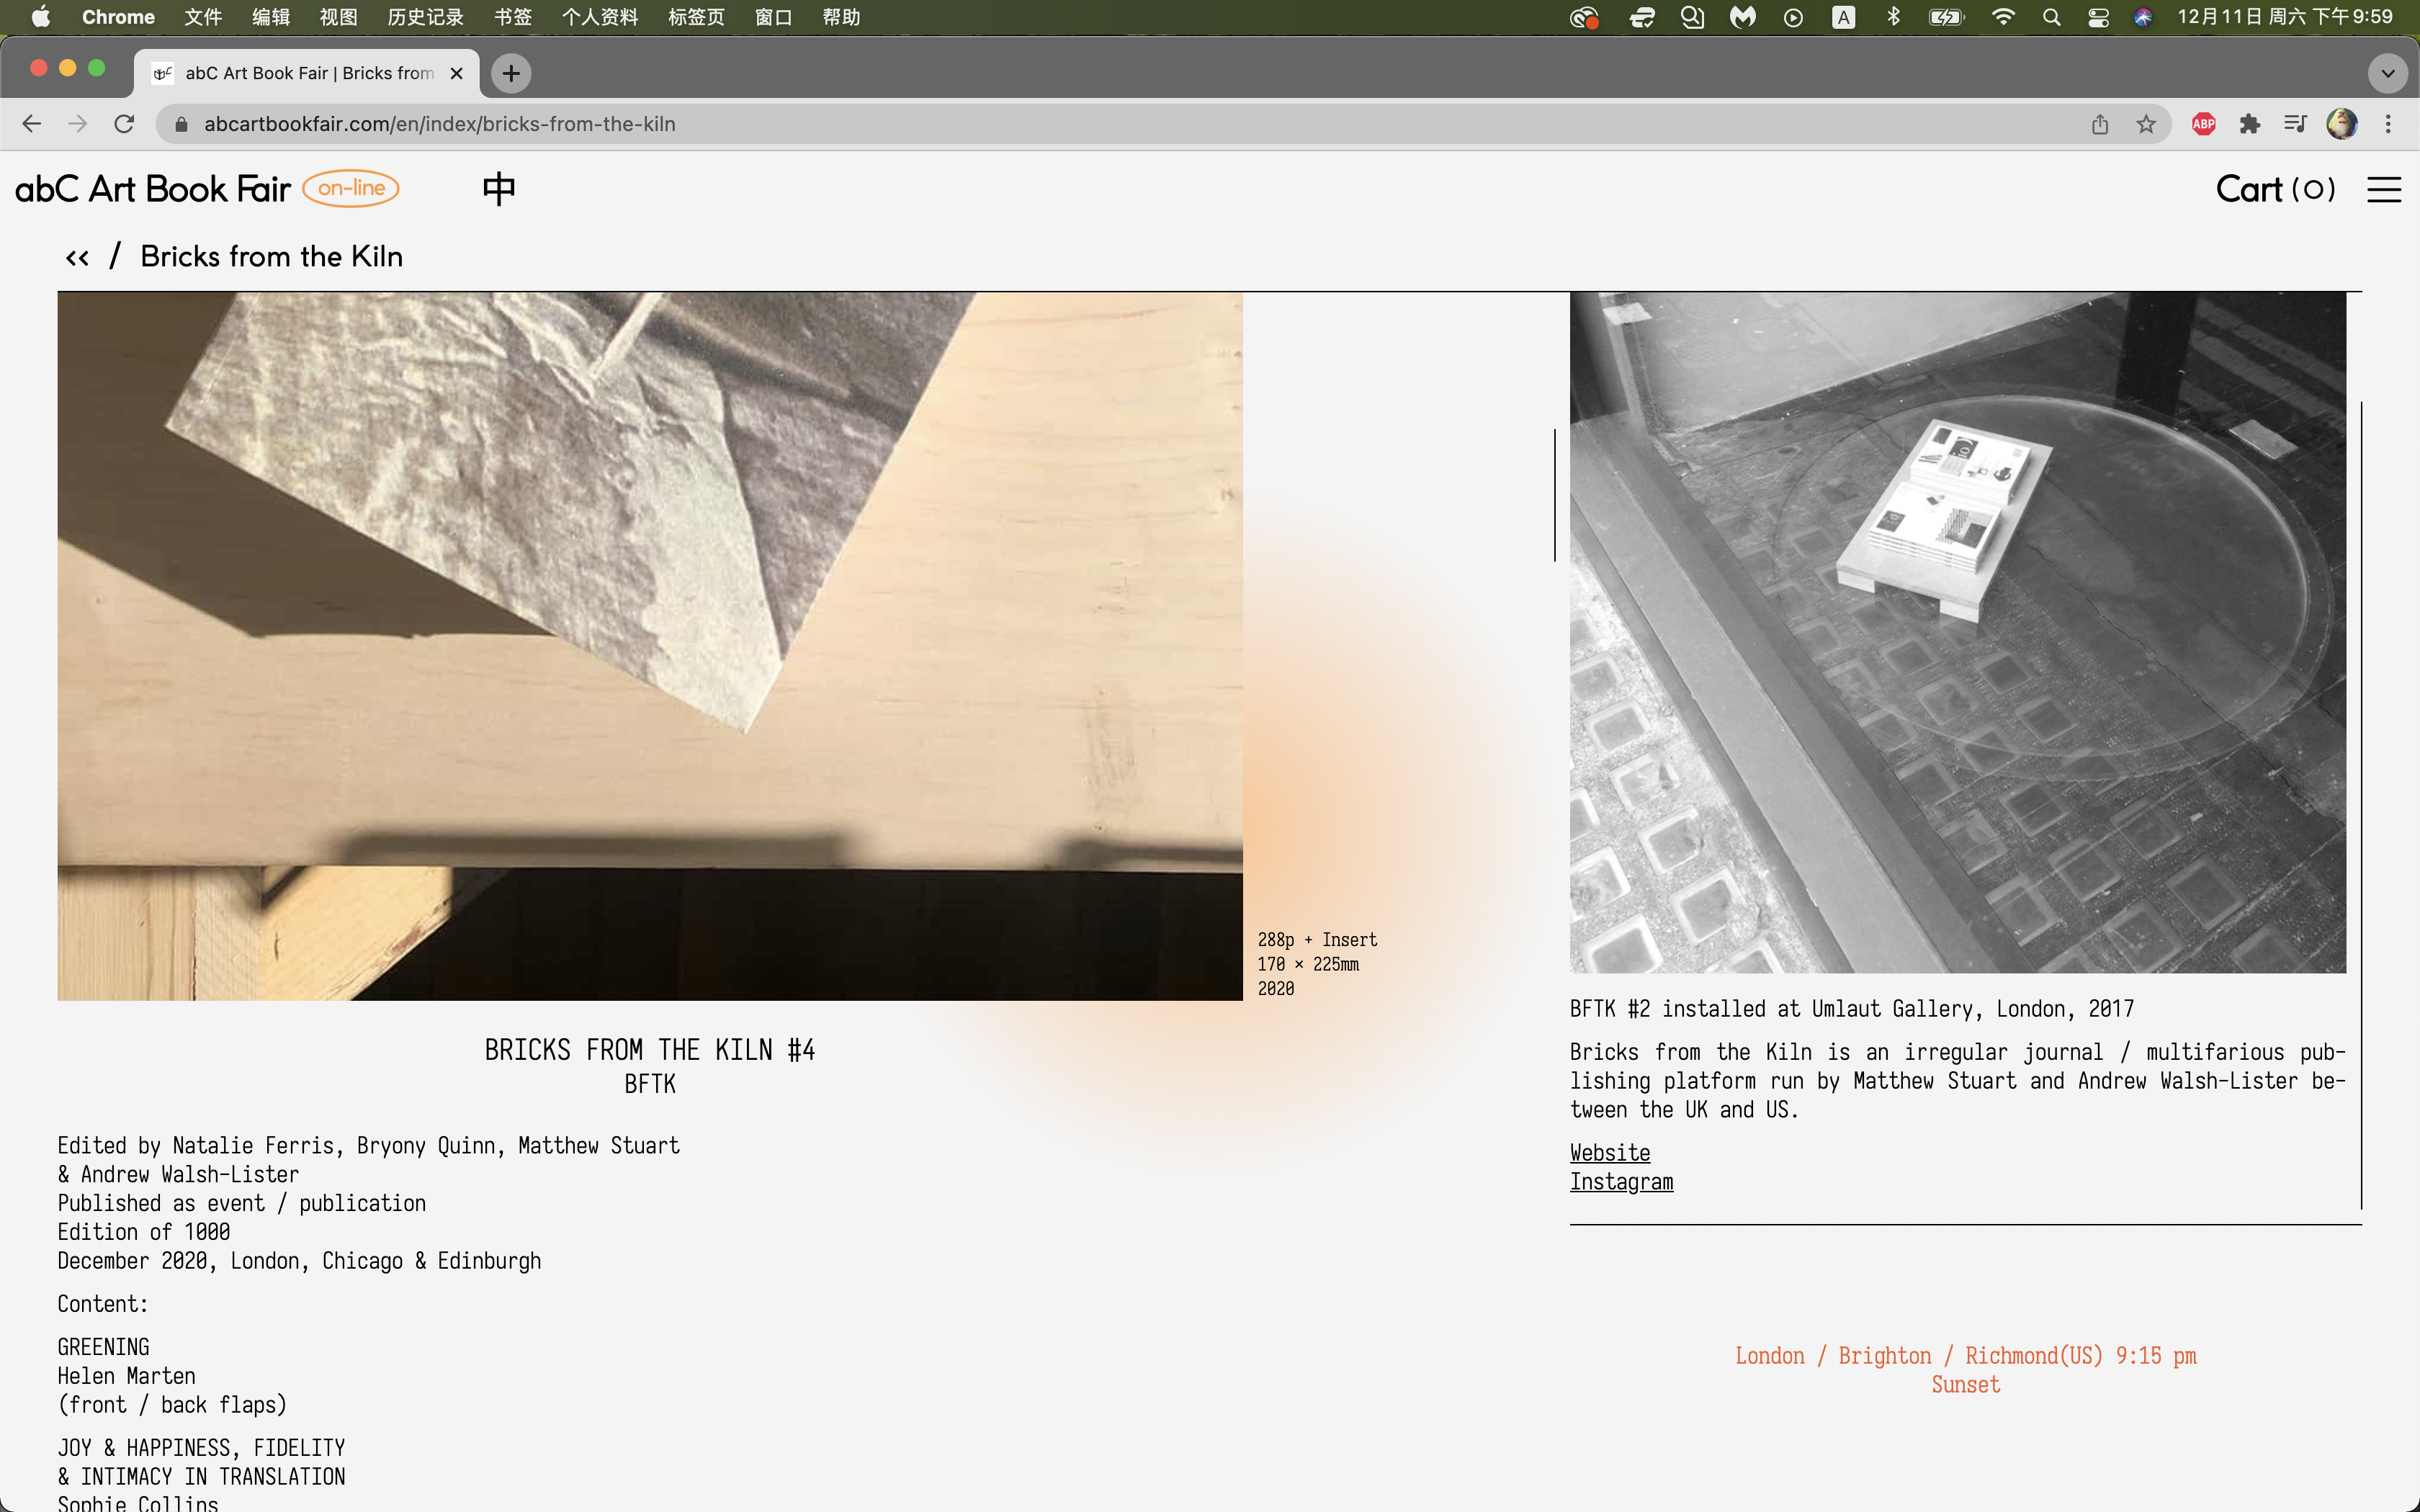 Chrome 文件 编辑 视图 历史记录 书签 个人资料 标签页 窗口 帮助 A 12月11日 周六 下午9:59
abC Art Book Fair | Bricks from
abcartbookfair.com/en/index/bricks-from-the-kiln
ABP
abC Art Book Fair on-line 中 Cart (0)
<< / Bricks from the Kiln
288p + Insert
170 × 225mm
2020
BRICKS FROM THE KILN #4
BFTK
Edited by Natalie Ferris, Bryony Quinn, Matthew Stuart
& Andrew Walsh-Lister
Published as event / publication
Edition of 1000
December 2020, London, Chicago & Edinburgh
Content:
GREENING
Helen Marten
(front / back flaps)
JOY & HAPPINESS, FIDELITY
& INTIMACY IN TRANSLATION
Sophie Collins
BFTK #2 installed at Umlaut Gallery, London, 2017
Bricks from the Kiln is an irregular journal / multifarious pub-
lishing platform run by Matthew Stuart and Andrew Walsh-Lister be-
tween the UK and US.
Website
Instagram
London / Brighton / Richmond(US) 9:15 pm
Sunset